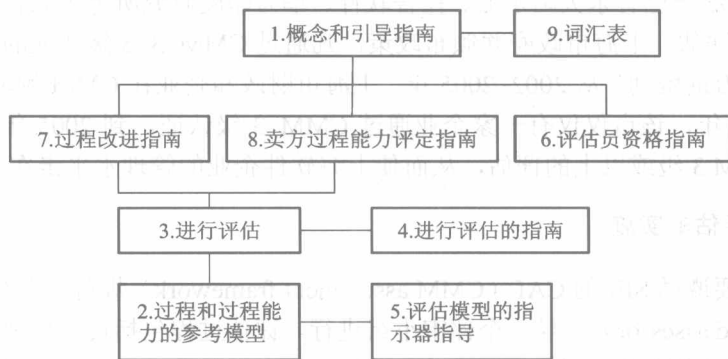 1.概念和引导指南
9.词汇表
7.过程改进指南
8.卖方过程能力评定指南
6.评估员资格指南
3.进行评估
4.进行评估的指南
2.过程和过程能
力的参考模型
5.评估模型的指
示器指导